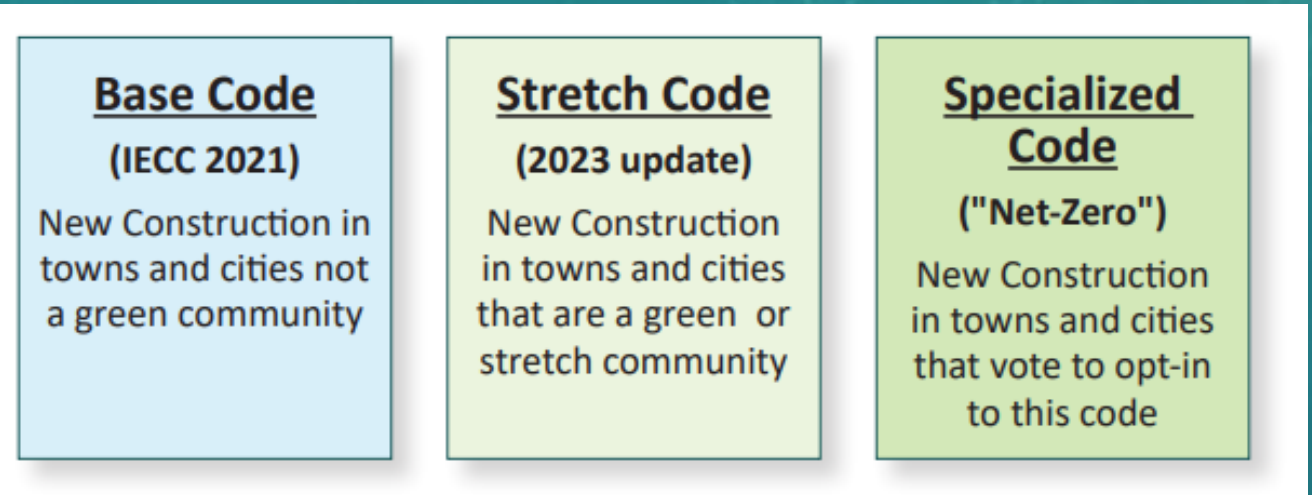 Base Code
(IECC 2021)
New Construction in
towns and cities not
a green community
Stretch Code
(2023 update)
New Construction
in towns and cities
that are a green or
stretch community
Specialized
Code
("Net-Zero")
New Construction
in towns and cities
that vote to opt-in
to this code